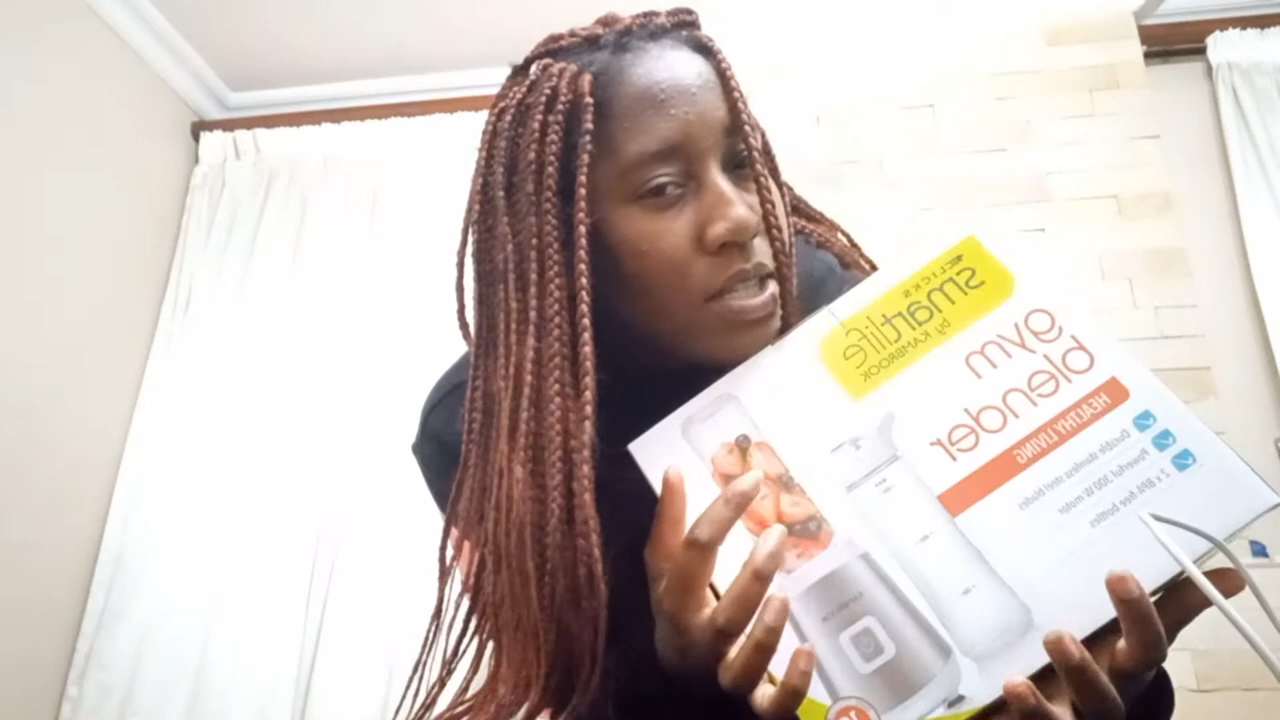 CLICKS
smartlife
by KAMBROOK
gym
blender
HEALTHY LIVING
Durable stainless steel blades
Powerful 300 W motor
2 x BPA free bottles
KAMBROOK